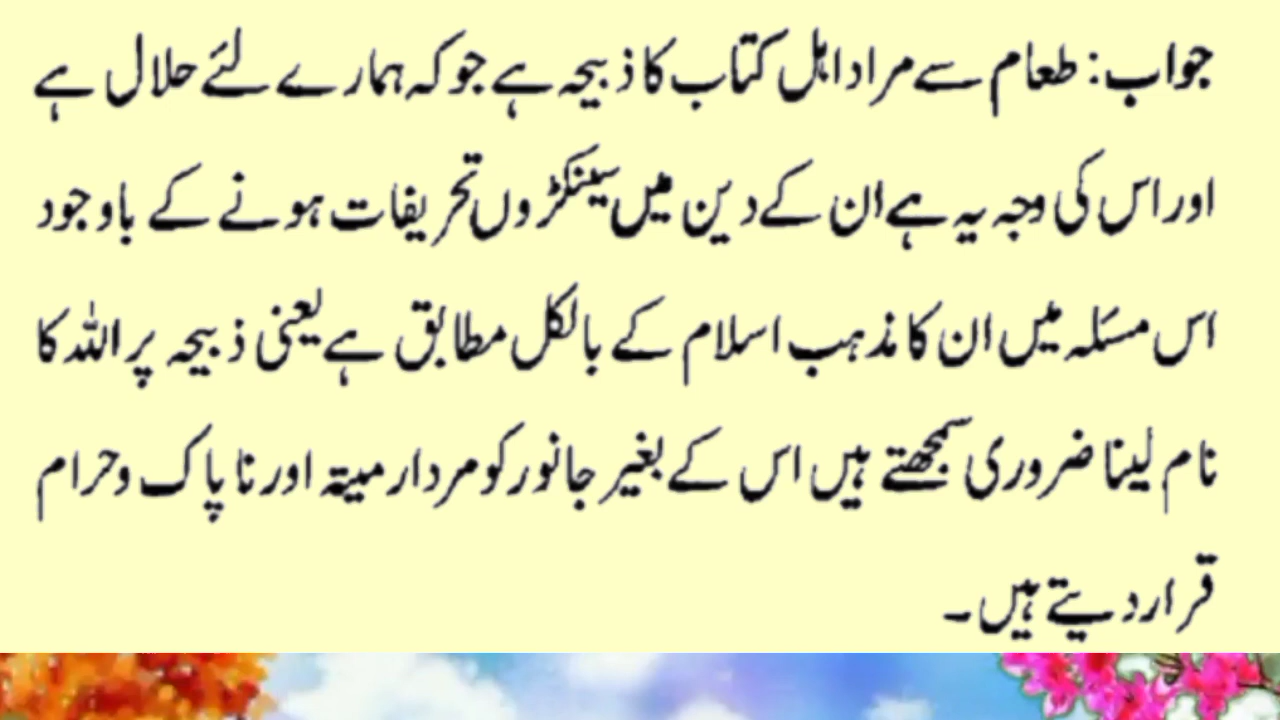 جواب: طعام سے مراد اہل کتاب کا ذبیحہ ہے جو کہ ہمارے لئے حلال ہے
اور اس کی وجہ یہ ہے ان کے دین میں سینکڑوں تحریفات ہونے کے باوجود
اس مسئلہ میں ان کا مذہب اسلام کے بالکل مطابق ہے یعنی ذبیحہ پر اللہ کا
نام لینا ضروری سمجھتے ہیں اس کے بغیر جانور کو مردار میتۃ اور ناپاک وحرام
قرار دیتے ہیں۔